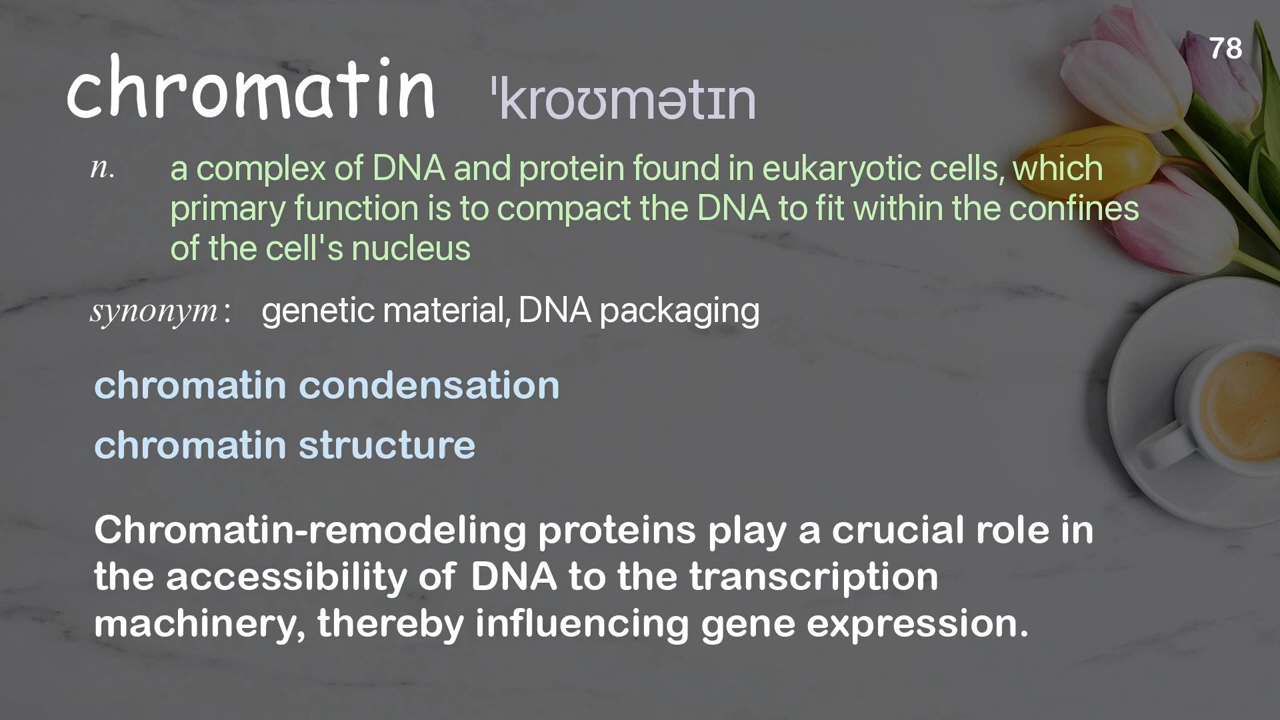 78
chromatin ˈkroʊmətɪn
n. a complex of DNA and protein found in eukaryotic cells, which
primary function is to compact the DNA to fit within the confines
of the cell's nucleus
synonym: genetic material, DNA packaging
chromatin condensation
chromatin structure
Chromatin-remodeling proteins play a crucial role in
the accessibility of DNA to the transcription
machinery, thereby influencing gene expression.